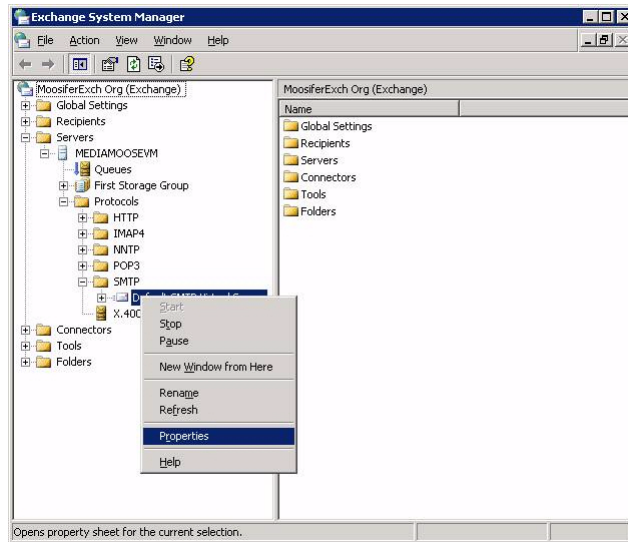 Exchange System Manager
File Action View Window Help
MoosiferExch Org (Exchange)
Global Settings
Recipients
Servers
MEDIAMOOSEVM
Queues
First Storage Group
Protocols
HTTP
IMAP4
NNTP
POP3
SMTP
X.400
Connectors
Tools
Folders
MoosiferExch Org (Exchange)
Name
Global Settings
Recipients
Servers
Connectors
Tools
Folders
Start
Stop
Pause
New Window from Here
Rename
Refresh
Properties
Help
Opens property sheet for the current selection.